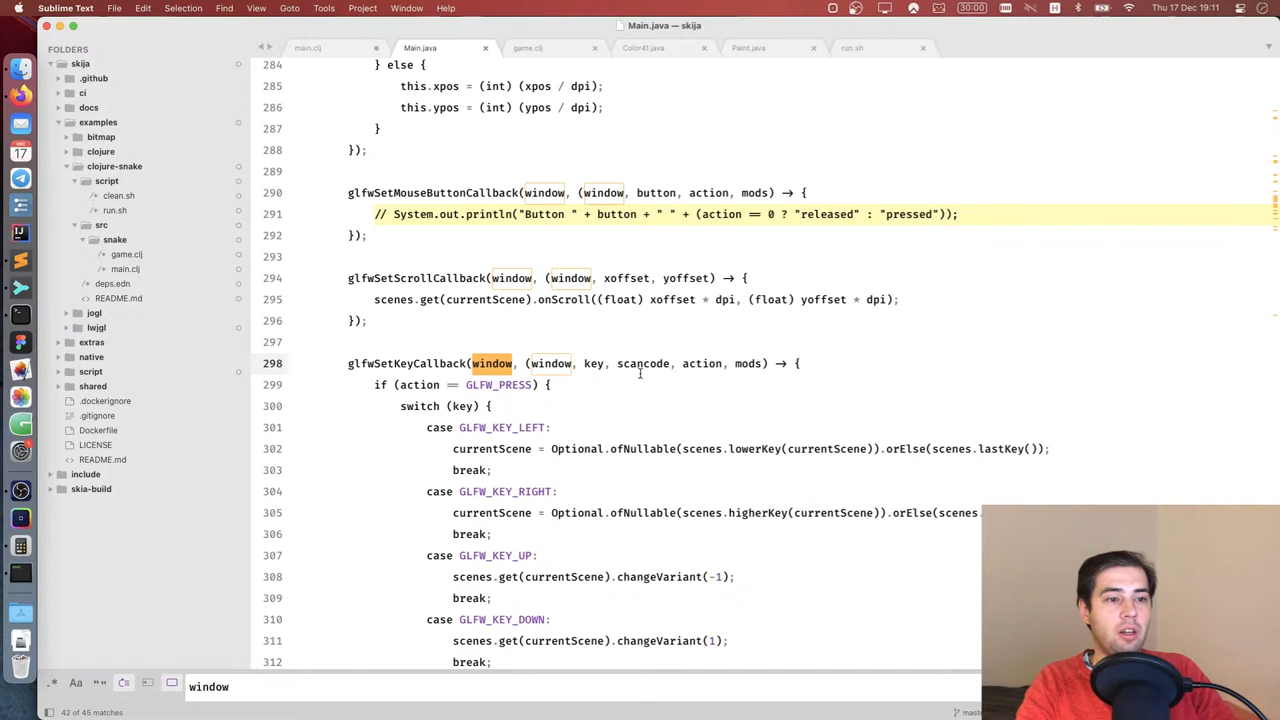 Sublime Text File Edit Selection Find View Goto Tools Project Window Help 30:00 Thu 17 Dec 19:11
Main.java — skija
FOLDERS
skija
.github
ci
docs
examples
bitmap
clojure
clojure-snake
script
clean.sh
run.sh
src
snake
game.clj
main.clj
deps.edn
README.md
jogl
lwjgl
extras
native
script
shared
.dockerignore
.gitignore
Dockerfile
LICENSE
README.md
include
skia-build
main.clj Main.java game.clj Color4f.java Paint.java run.sh
284 } else {
285 this.xpos = (int) (xpos / dpi);
286 this.ypos = (int) (ypos / dpi);
287 }
288 });
289
290 glfwSetMouseButtonCallback(window, (window, button, action, mods) -> {
291 // System.out.println("Button " + button + " " + (action == 0 ? "released" : "pressed"));
292 });
293
294 glfwSetScrollCallback(window, (window, xoffset, yoffset) -> {
295 scenes.get(currentScene).onScroll((float) xoffset * dpi, (float) yoffset * dpi);
296 });
297
298 glfwSetKeyCallback(window, (window, key, scancode, action, mods) -> {
299 if (action == GLFW_PRESS) {
300 switch (key) {
301 case GLFW_KEY_LEFT:
302 currentScene = Optional.ofNullable(scenes.lowerKey(currentScene)).orElse(scenes.lastKey());
303 break;
304 case GLFW_KEY_RIGHT:
305 currentScene = Optional.ofNullable(scenes.higherKey(currentScene)).orElse(scenes.
306 break;
307 case GLFW_KEY_UP:
308 scenes.get(currentScene).changeVariant(-1);
309 break;
310 case GLFW_KEY_DOWN:
311 scenes.get(currentScene).changeVariant(1);
312 break;
.* Aa “” window
42 of 45 matches